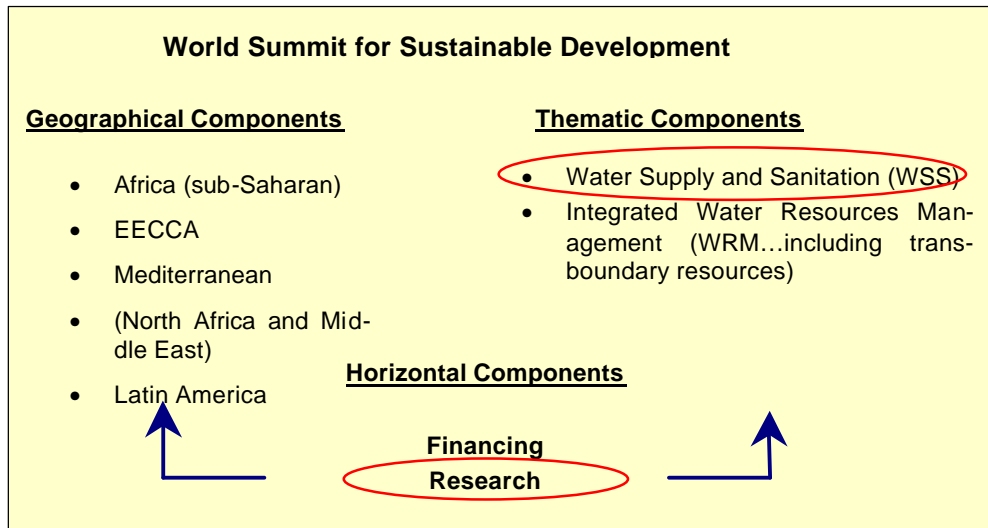 World Summit for Sustainable Development
Geographical Components
• Africa (sub-Saharan)
• EECCA
• Mediterranean
• (North Africa and Mid-
dle East)
• Latin America
Thematic Components
• Water Supply and Sanitation (WSS)
• Integrated Water Resources Man-
agement (WRM…including trans-
boundary resources)
Horizontal Components
Financing
Research